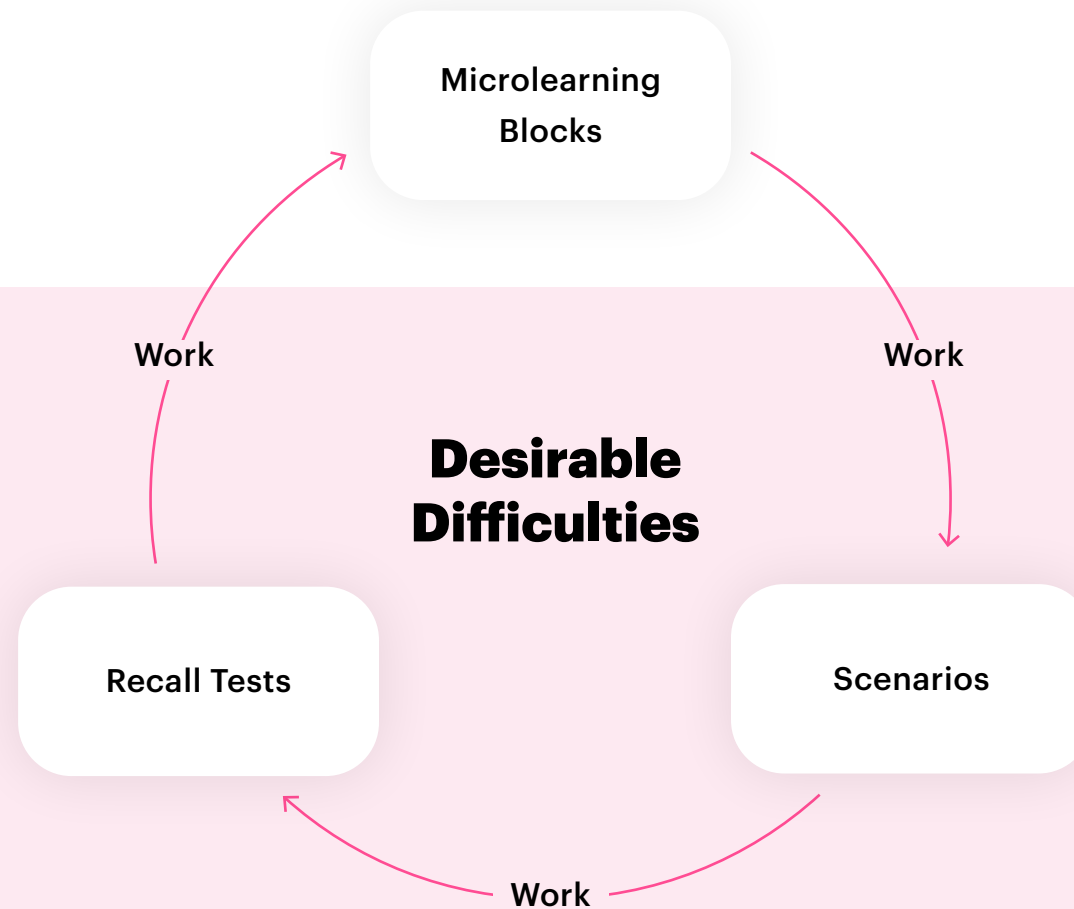 Microlearning
Blocks
Work
Work
Desirable
Difficulties
Recall Tests
Scenarios
Work